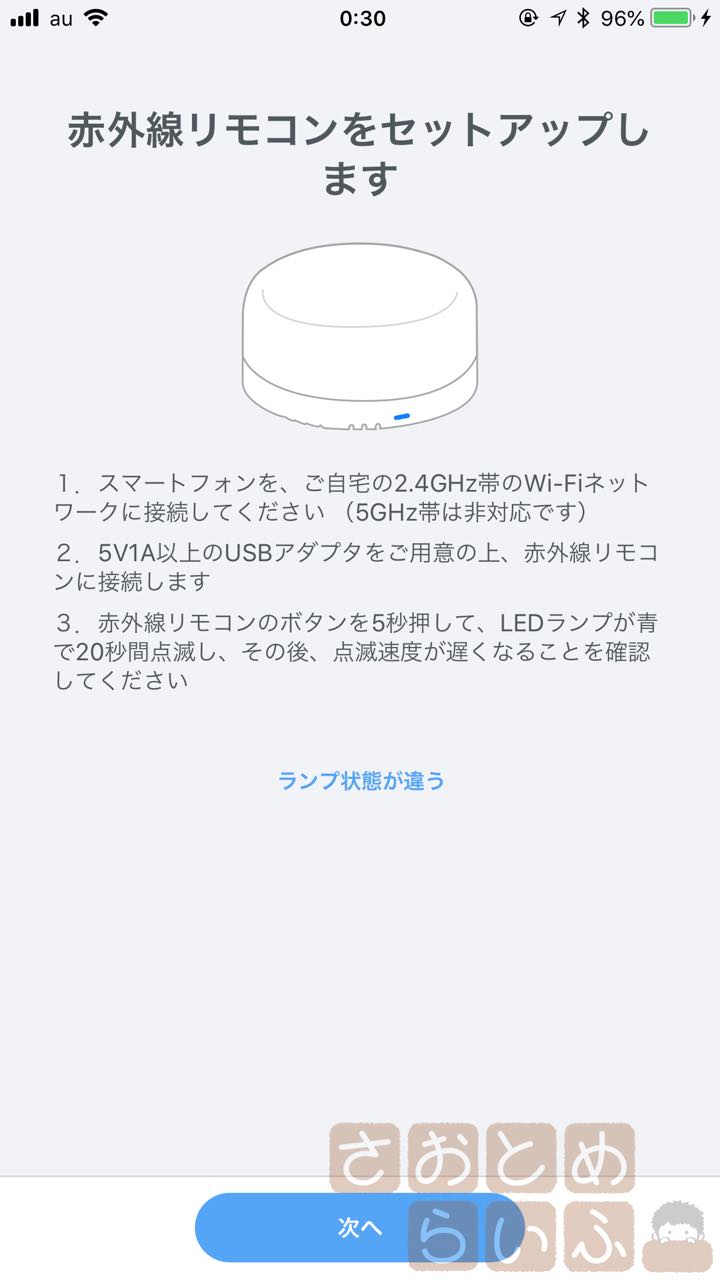 au
0:30
96%
赤外線リモコンをセットアップし
ます
1．スマートフォンを、ご自宅の2.4GHz帯のWi-Fiネット
ワークに接続してください（5GHz帯は非対応です）
2．5V1A以上のUSBアダプタをご用意の上、赤外線リモコ
ンに接続します
3．赤外線リモコンのボタンを5秒押して、LEDランプが青
で20秒間点滅し、その後、点滅速度が遅くなることを確認
してください
ランプ状態が違う
さおとめ
次へ
らいふ